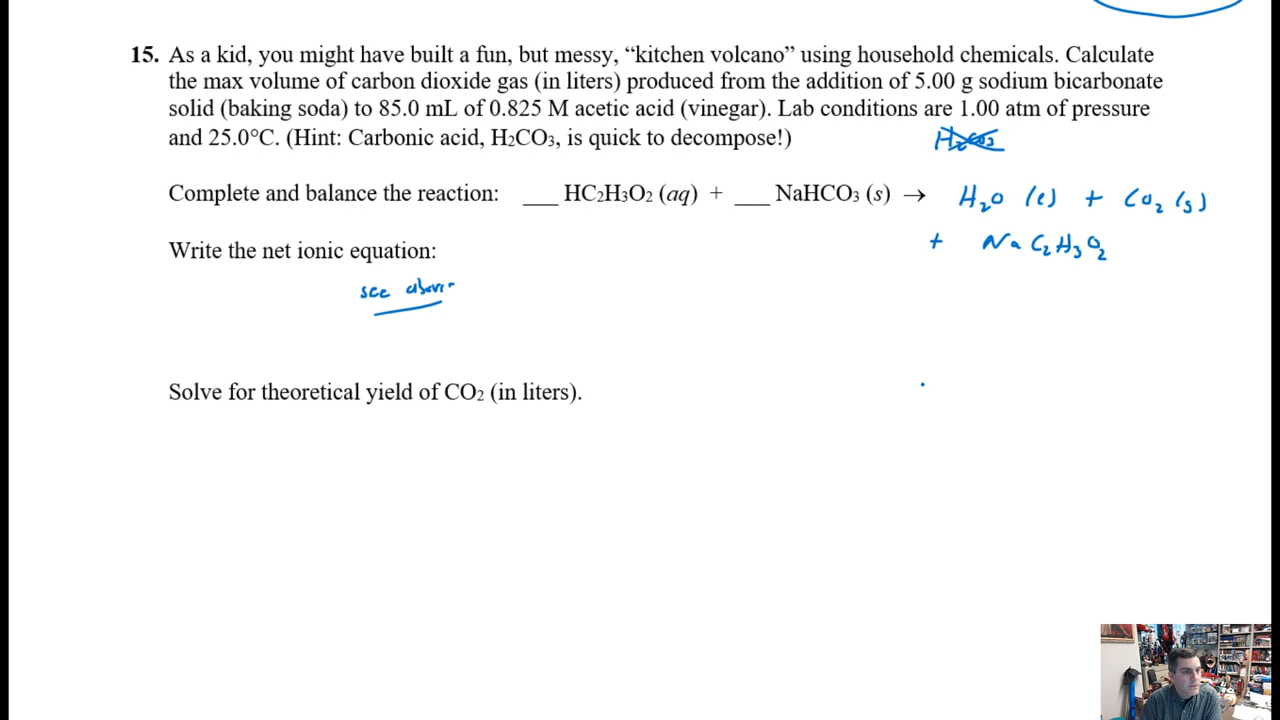 15. As a kid, you might have built a fun, but messy, “kitchen volcano” using household chemicals. Calculate
the max volume of carbon dioxide gas (in liters) produced from the addition of 5.00 g sodium bicarbonate
solid (baking soda) to 85.0 mL of 0.825 M acetic acid (vinegar). Lab conditions are 1.00 atm of pressure
and 25.0°C. (Hint: Carbonic acid, H₂CO₃, is quick to decompose!) H₂CO₃
Complete and balance the reaction: ___ HC₂H₃O₂ (aq) + ___ NaHCO₃ (s) → H₂O (l) + CO₂ (g)
Write the net ionic equation: + NaC₂H₃O₂
see above
Solve for theoretical yield of CO₂ (in liters).